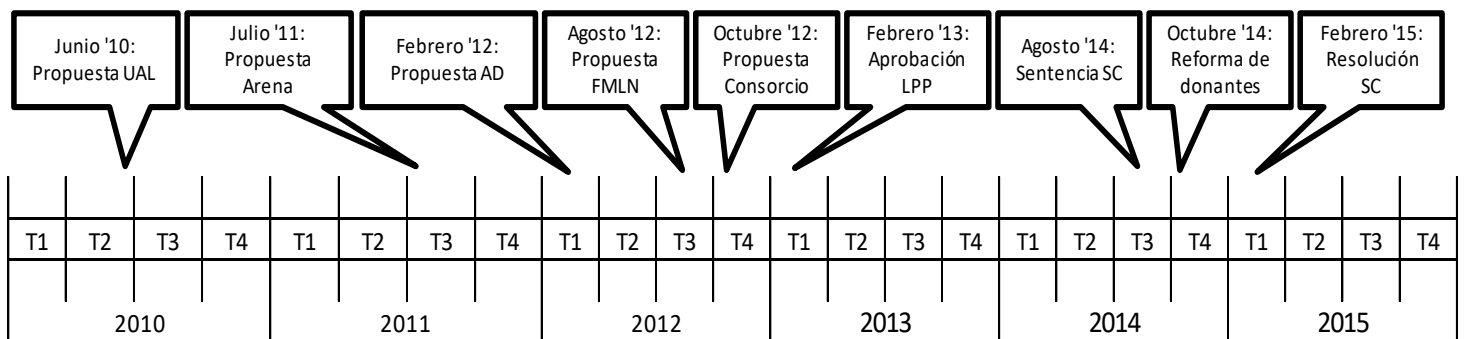 Junio '10:
Propuesta UAL
Julio '11:
Propuesta
Arena
Febrero '12:
Propuesta AD
Agosto '12:
Propuesta
FMLN
Octubre '12:
Propuesta
Consorcio
Febrero '13:
Aprobación
LPP
Agosto '14:
Sentencia SC
Octubre '14:
Reforma de
donantes
Febrero '15:
Resolución
SC
T1 T2 T3 T4 T1 T2 T3 T4 T1 T2 T3 T4 T1 T2 T3 T4 T1 T2 T3 T4 T1 T2 T3 T4
2010 2011 2012 2013 2014 2015